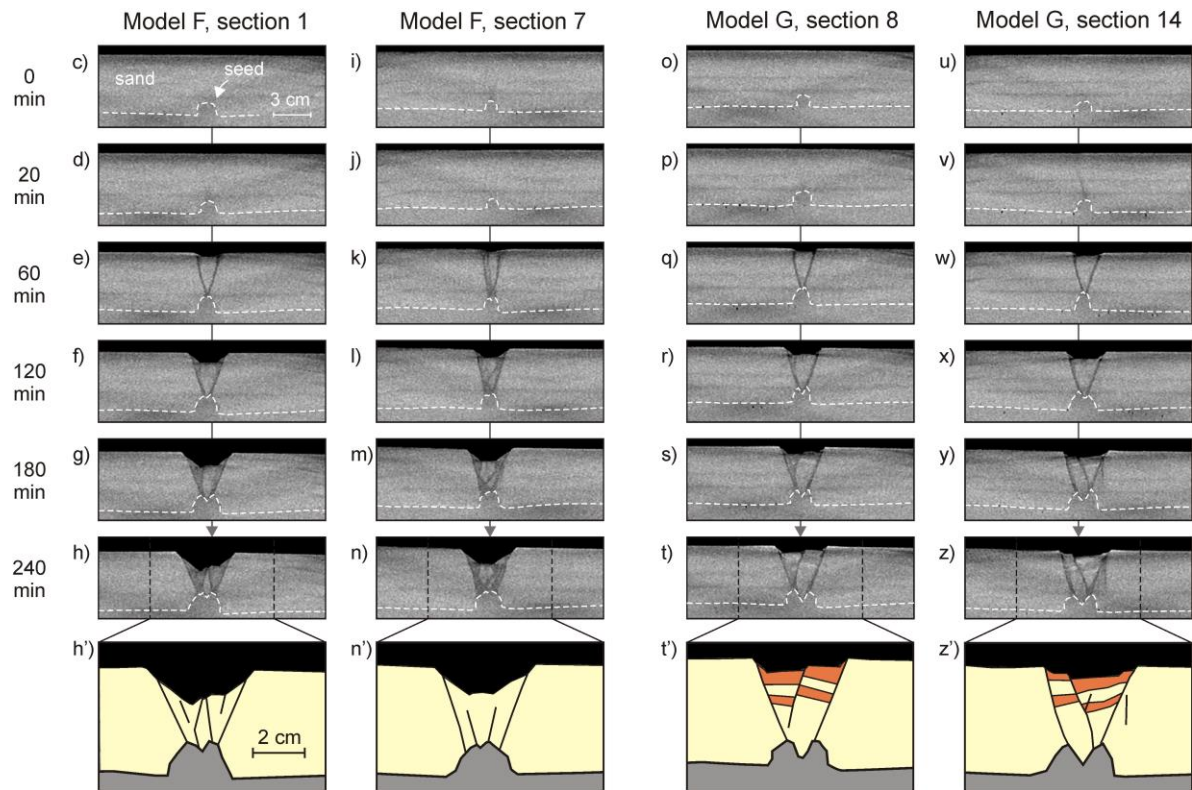 Model F, section 1 Model F, section 7 Model G, section 8 Model G, section 14
0 min c) sand seed 3 cm i) o) u)
20 min d) j) p) v)
60 min e) k) q) w)
120 min f) l) r) x)
180 min g) m) s) y)
240 min h) n) t) z)
h') 2 cm n') t') z')